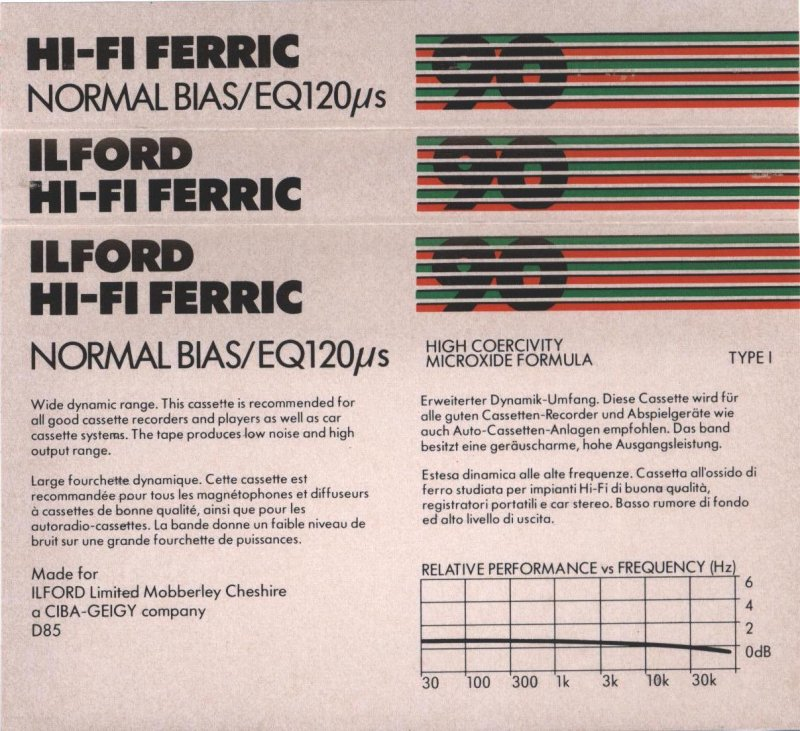 HI-FI FERRIC
NORMAL BIAS/EQ120µs
90
ILFORD
HI-FI FERRIC
90
ILFORD
HI-FI FERRIC
90
NORMAL BIAS/EQ120µs
HIGH COERCIVITY
MICROXIDE FORMULA
TYPE I
Wide dynamic range. This cassette is recommended for
all good cassette recorders and players as well as car
cassette systems. The tape produces low noise and high
output range.
Large fourchette dynamique. Cette cassette est
recommandée pour tous les magnétophones et diffuseurs
à cassettes de bonne qualité, ainsi que pour les
autoradio-cassettes. La bande donne un faible niveau de
bruit sur une grande fourchette de puissances.
Made for
ILFORD Limited Mobberley Cheshire
a CIBA-GEIGY company
D85
Erweiterter Dynamik-Umfang. Diese Cassette wird für
alle guten Cassetten-Recorder und Abspielgeräte wie
auch Auto-Cassetten-Anlagen empfohlen. Das band
besitzt eine geräuscharme, hohe Ausgangsleistung.
Estesa dinamica alle alte frequenze. Cassetta all'ossido di
ferro studiata per impianti Hi-Fi di buona qualità,
registratori portatili e car stereo. Basso rumore di fondo
ed alto livello di uscita.
RELATIVE PERFORMANCE vs FREQUENCY (Hz)
6
4
2
0dB
30 100 300 1k 3k 10k 30k